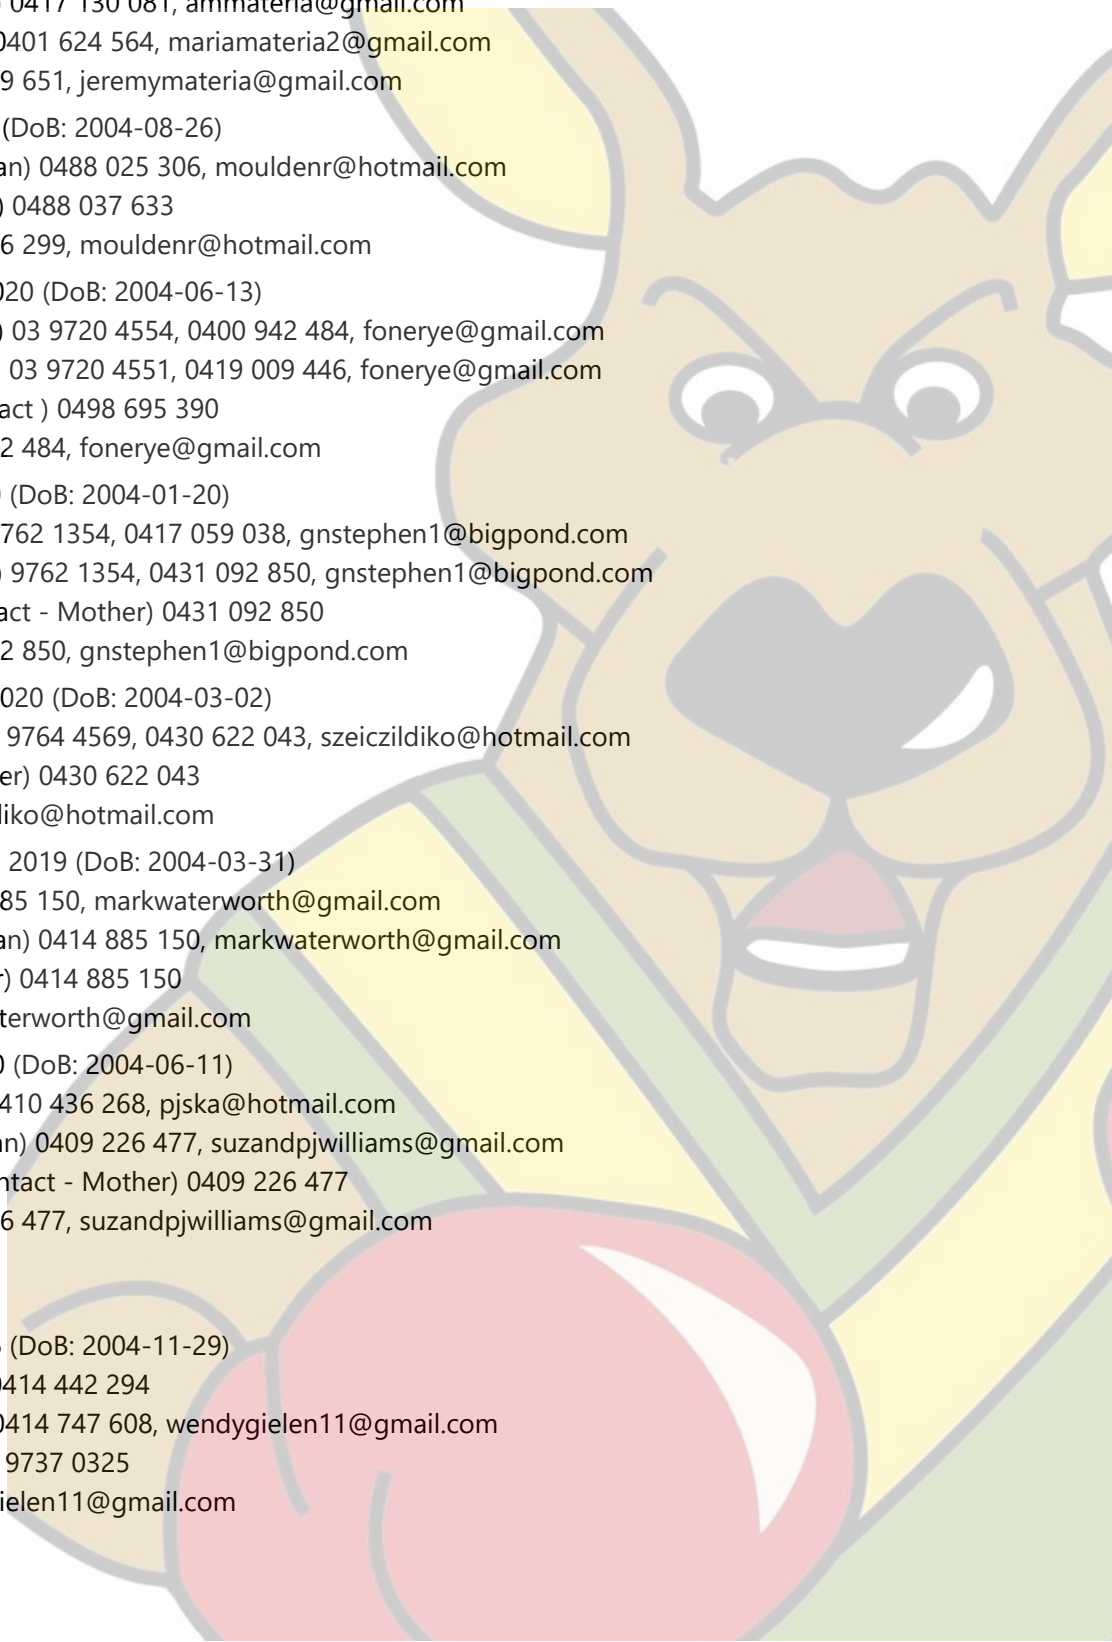 ) 0417 130 081, ammateria@gmail.com
0401 624 564, mariamateria2@gmail.com
9 651, jeremymateria@gmail.com
(DoB: 2004-08-26)
an) 0488 025 306, mouldenr@hotmail.com
) 0488 037 633
6 299, mouldenr@hotmail.com
020 (DoB: 2004-06-13)
) 03 9720 4554, 0400 942 484, fonerye@gmail.com
03 9720 4551, 0419 009 446, fonerye@gmail.com
act ) 0498 695 390
2 484, fonerye@gmail.com
(DoB: 2004-01-20)
762 1354, 0417 059 038, gnstephen1@bigpond.com
) 9762 1354, 0431 092 850, gnstephen1@bigpond.com
act - Mother) 0431 092 850
2 850, gnstephen1@bigpond.com
020 (DoB: 2004-03-02)
9764 4569, 0430 622 043, szeiczildiko@hotmail.com
er) 0430 622 043
liko@hotmail.com
2019 (DoB: 2004-03-31)
85 150, markwaterworth@gmail.com
an) 0414 885 150, markwaterworth@gmail.com
r) 0414 885 150
terworth@gmail.com
0 (DoB: 2004-06-11)
410 436 268, pjska@hotmail.com
an) 0409 226 477, suzandpjwilliams@gmail.com
ntact - Mother) 0409 226 477
6 477, suzandpjwilliams@gmail.com
(DoB: 2004-11-29)
0414 442 294
0414 747 608, wendygielen11@gmail.com
9737 0325
ielen11@gmail.com